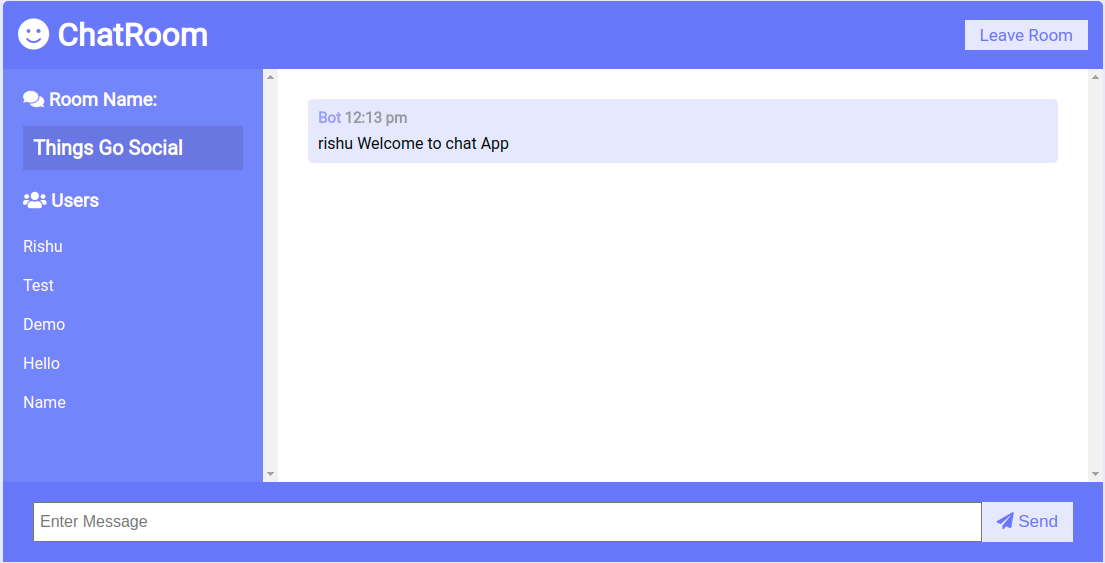 ChatRoom
Leave Room
Room Name:
Things Go Social
Users
Rishu
Test
Demo
Hello
Name
Bot 12:13 pm
rishu Welcome to chat App
Enter Message
Send